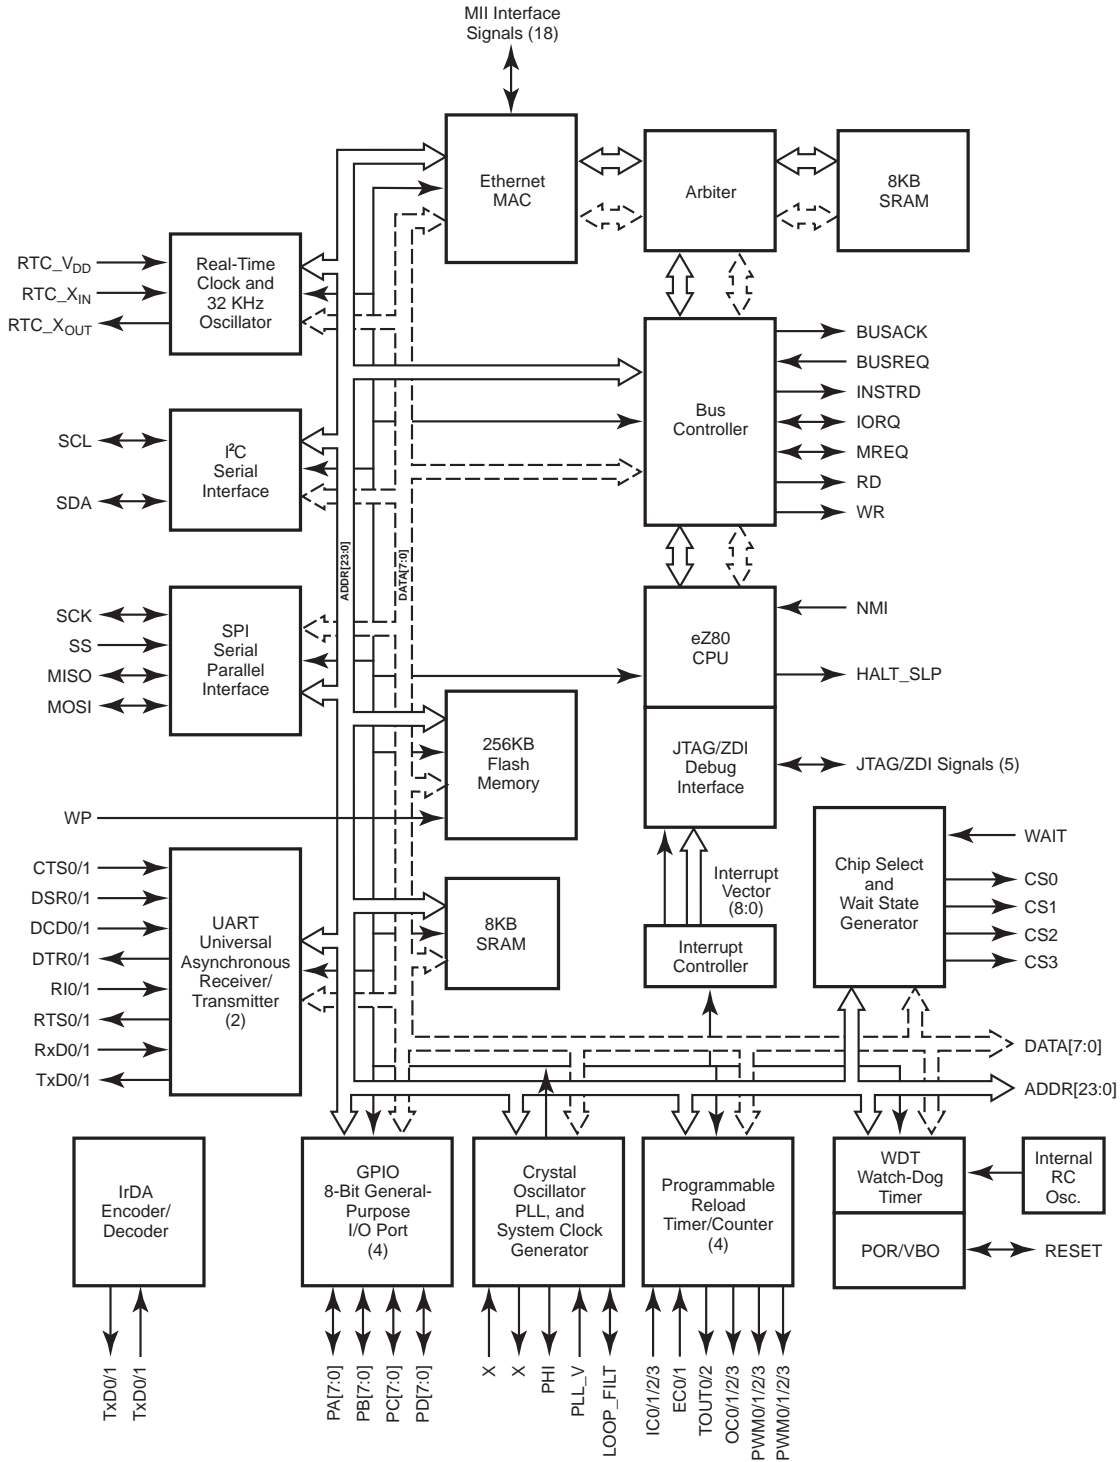 MII Interface
Signals (18)
Ethernet
MAC
Arbiter
8KB
SRAM
RTC_VDD
RTC_XIN
RTC_XOUT
Real-Time
Clock and
32 KHz
Oscillator
BUSACK
BUSREQ
INSTRD
IORQ
MREQ
RD
WR
Bus
Controller
SCL
SDA
I²C
Serial
Interface
ADDR[23:0]
DATA[7:0]
SCK
SS
MISO
MOSI
SPI
Serial
Parallel
Interface
eZ80
CPU
NMI
HALT_SLP
JTAG/ZDI
Debug
Interface
JTAG/ZDI Signals (5)
256KB
Flash
Memory
WP
CTS0/1
DSR0/1
DCD0/1
DTR0/1
RI0/1
RTS0/1
RxD0/1
TxD0/1
UART
Universal
Asynchronous
Receiver/
Transmitter
(2)
8KB
SRAM
Interrupt
Vector
(8:0)
Interrupt
Controller
Chip Select
and
Wait State
Generator
WAIT
CS0
CS1
CS2
CS3
DATA[7:0]
ADDR[23:0]
IrDA
Encoder/
Decoder
GPIO
8-Bit General-
Purpose
I/O Port
(4)
Crystal
Oscillator
PLL, and
System Clock
Generator
Programmable
Reload
Timer/Counter
(4)
WDT
Watch-Dog
Timer
POR/VBO
Internal
RC
Osc.
RESET
TxD0/1
TxD0/1
PA[7:0]
PB[7:0]
PC[7:0]
PD[7:0]
X
X
PHI
PLL_V
LOOP_FILT
IC0/1/2/3
EC0/1
TOUT0/2
OC0/1/2/3
PWM0/1/2/3
PWM0/1/2/3